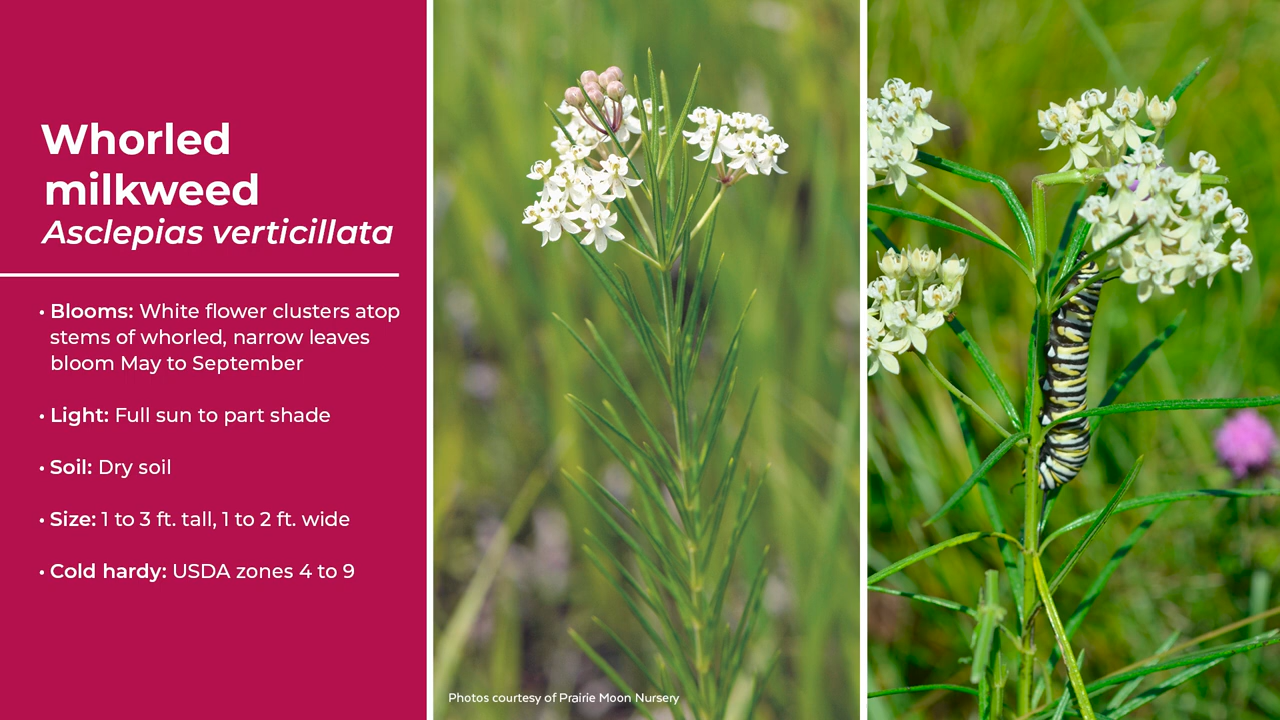 Whorled
milkweed
Asclepias verticillata
• Blooms: White flower clusters atop
stems of whorled, narrow leaves
bloom May to September
• Light: Full sun to part shade
• Soil: Dry soil
• Size: 1 to 3 ft. tall, 1 to 2 ft. wide
• Cold hardy: USDA zones 4 to 9
Photos courtesy of Prairie Moon Nursery